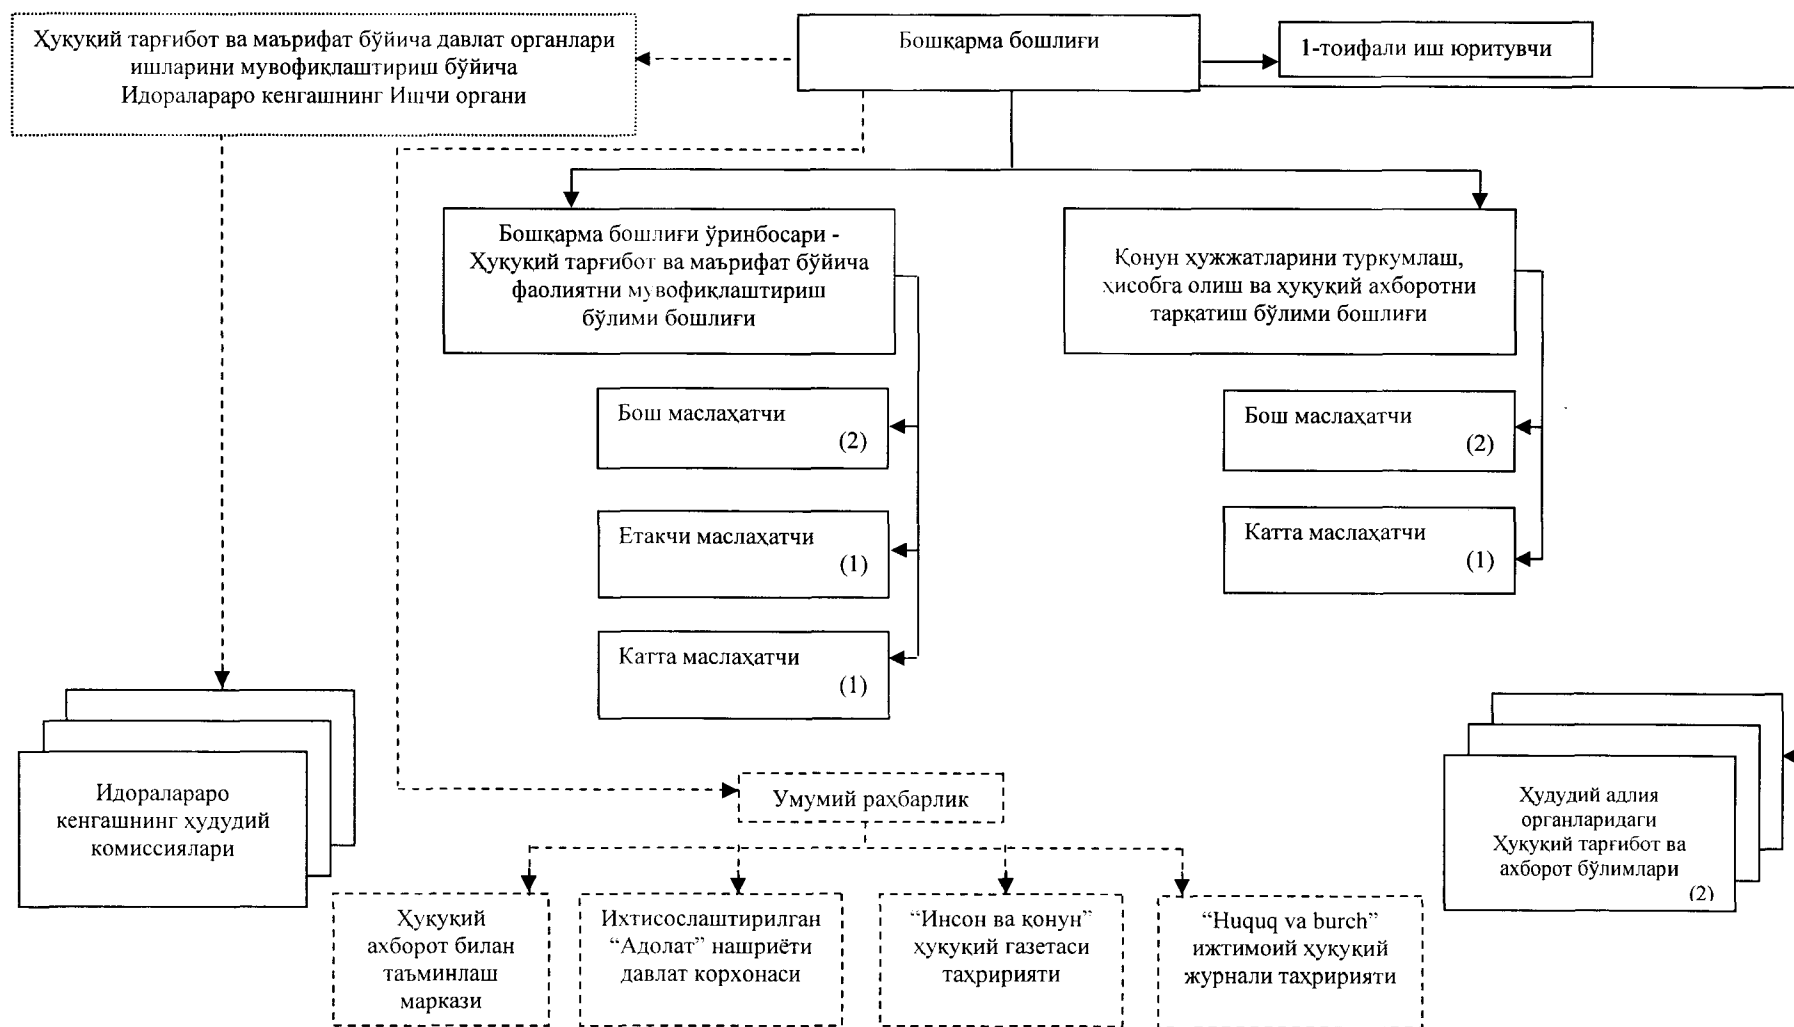 Ҳуқуқий тарғибот ва маърифат бўйича давлат органлари
ишларини мувофиқлаштириш бўйича
Идоралараро кенгашнинг Ишчи органи
Бошқарма бошлиғи
1-тоифали иш юритувчи
Бошқарма бошлиғи ўринбосари -
Ҳуқуқий тарғибот ва маърифат бўйича
фаолиятни мувофиқлаштириш
бўлими бошлиғи
Қонун ҳужжатларини туркумлаш,
ҳисобга олиш ва ҳуқуқий ахборотни
тарқатиш бўлими бошлиғи
Бош маслаҳатчи
(2)
Бош маслаҳатчи
(2)
Етакчи маслаҳатчи
(1)
Катта маслаҳатчи
(1)
Катта маслаҳатчи
(1)
Идоралараро
кенгашнинг ҳудудий
комиссиялари
Умумий раҳбарлик
Ҳудудий адлия
органларидаги
Ҳуқуқий тарғибот ва
ахборот бўлимлари
(2)
Ҳуқуқий
ахборот билан
таъминлаш
маркази
Ихтисослаштирилган
“Адолат” нашриёти
давлат корхонаси
“Инсон ва қонун”
ҳуқуқий газетаси
таҳририяти
“Huquq va burch”
ижтимоий ҳуқуқий
журнали таҳририяти